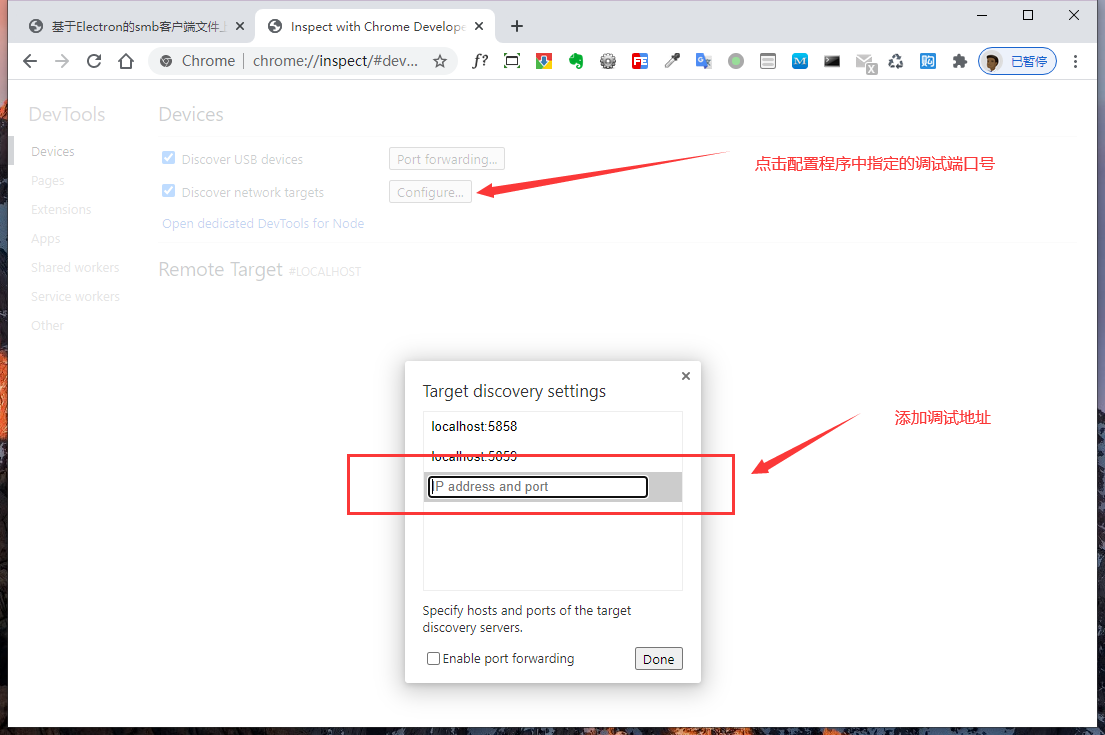 基于Electron的smb客户端文件上
Inspect with Chrome Develope
Chrome | chrome://inspect/#dev...
f?
FE
G
M
X
购
已暂停
DevTools
Devices
Pages
Extensions
Apps
Shared workers
Service workers
Other
Devices
Discover USB devices
Port forwarding...
点击配置程序中指定的调试端口号
Discover network targets
Configure...
Open dedicated DevTools for Node
Remote Target #LOCALHOST
Target discovery settings
localhost:5858
localhost:5859
IP address and port
添加调试地址
Specify hosts and ports of the target
discovery servers.
Enable port forwarding
Done